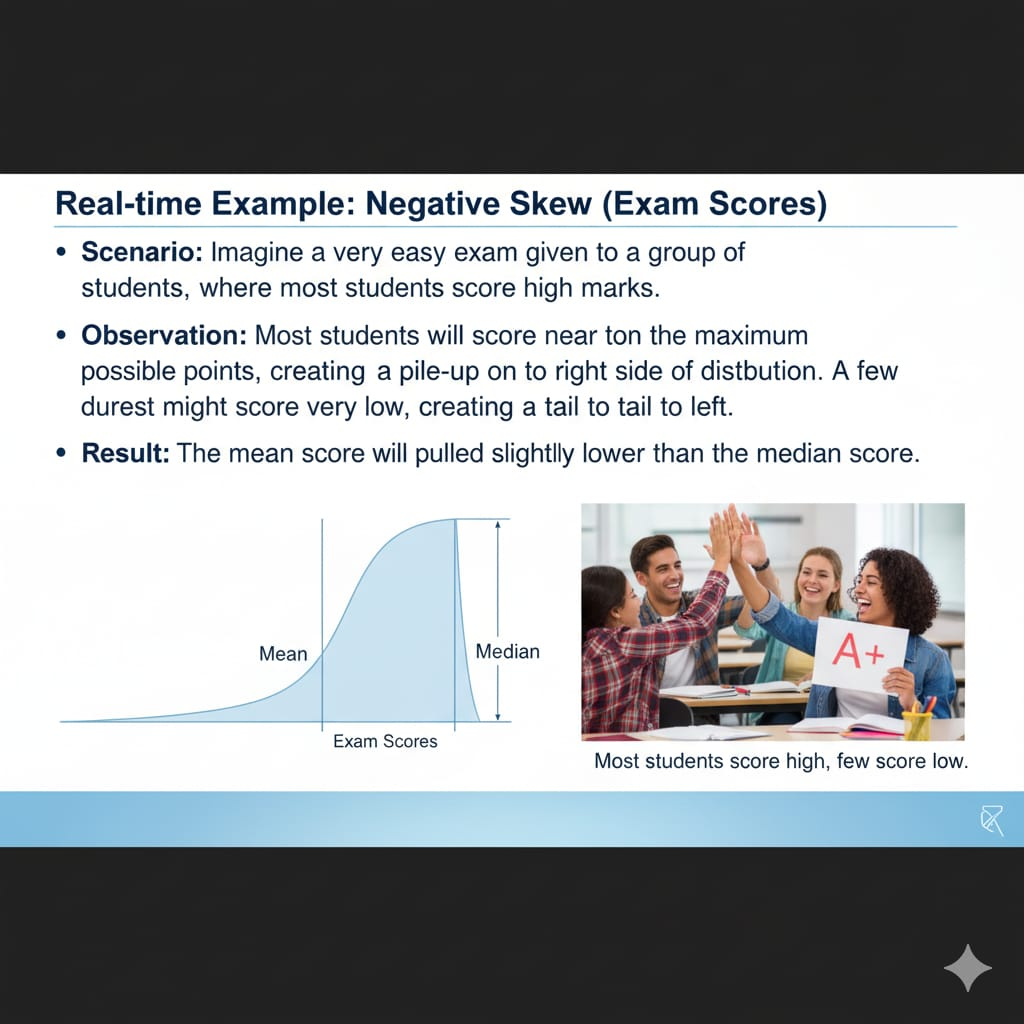 Real-time Example: Negative Skew (Exam Scores)
• Scenario: Imagine a very easy exam given to a group of
students, where most students score high marks.
• Observation: Most students will score near ton the maximum
possible points, creating a pile-up on to right side of distbution. A few
durest might score very low, creating a tail to tail to left.
• Result: The mean score will pulled slightly lower than the median score.
Mean
Median
Exam Scores
A+
Most students score high, few score low.